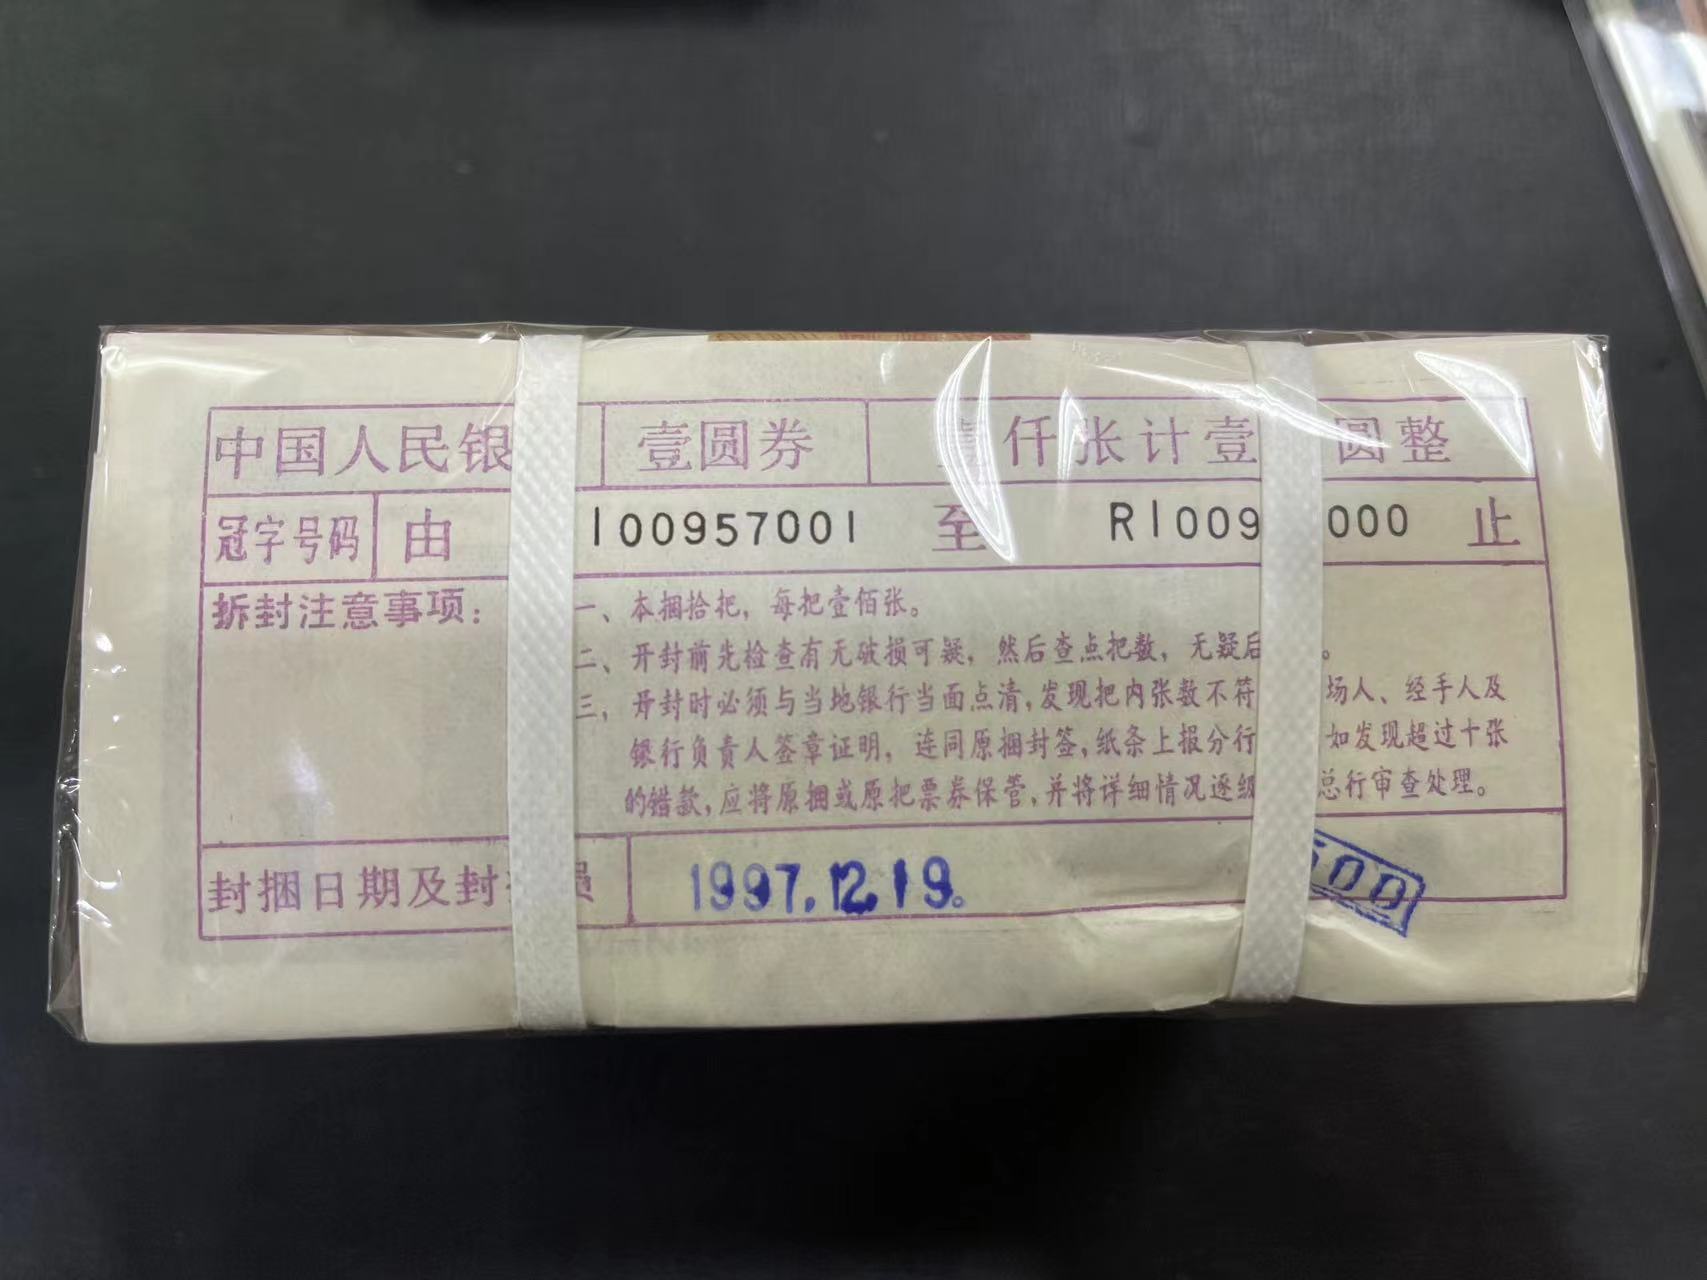 中国人民银 壹圆券 仟张计壹 圆整
冠字号码 由 100957001 至 R1009 000 止
拆封注意事项： 一、本捆拾把，每把壹佰张。
二、开封前先检查有无破损可疑，然后查点把数，无疑后 。
三、开封时必须与当地银行当面点清，发现把内张数不符 场人、经手人及
银行负责人签章证明，连同原捆封签，纸条上报分行 如发现超过十张
的错款，应将原捆或原把票券保管，并将详细情况逐级 总行审查处理。
封捆日期及封 员 1997.12.19. 500